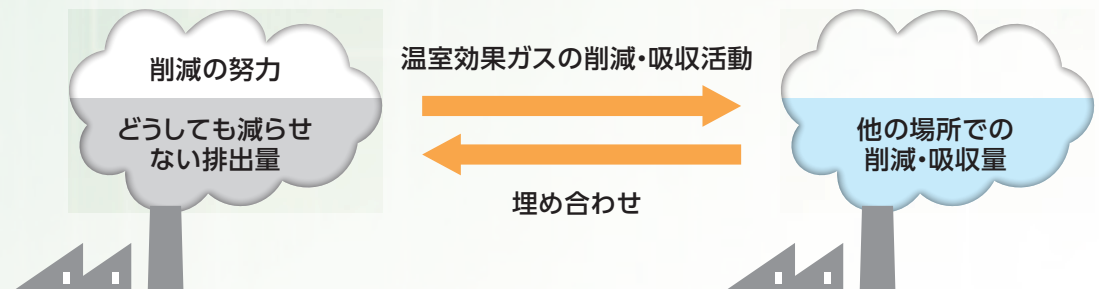 削減の努力
どうしても減らせ
ない排出量
温室効果ガスの削減・吸収活動
埋め合わせ
他の場所での
削減・吸収量